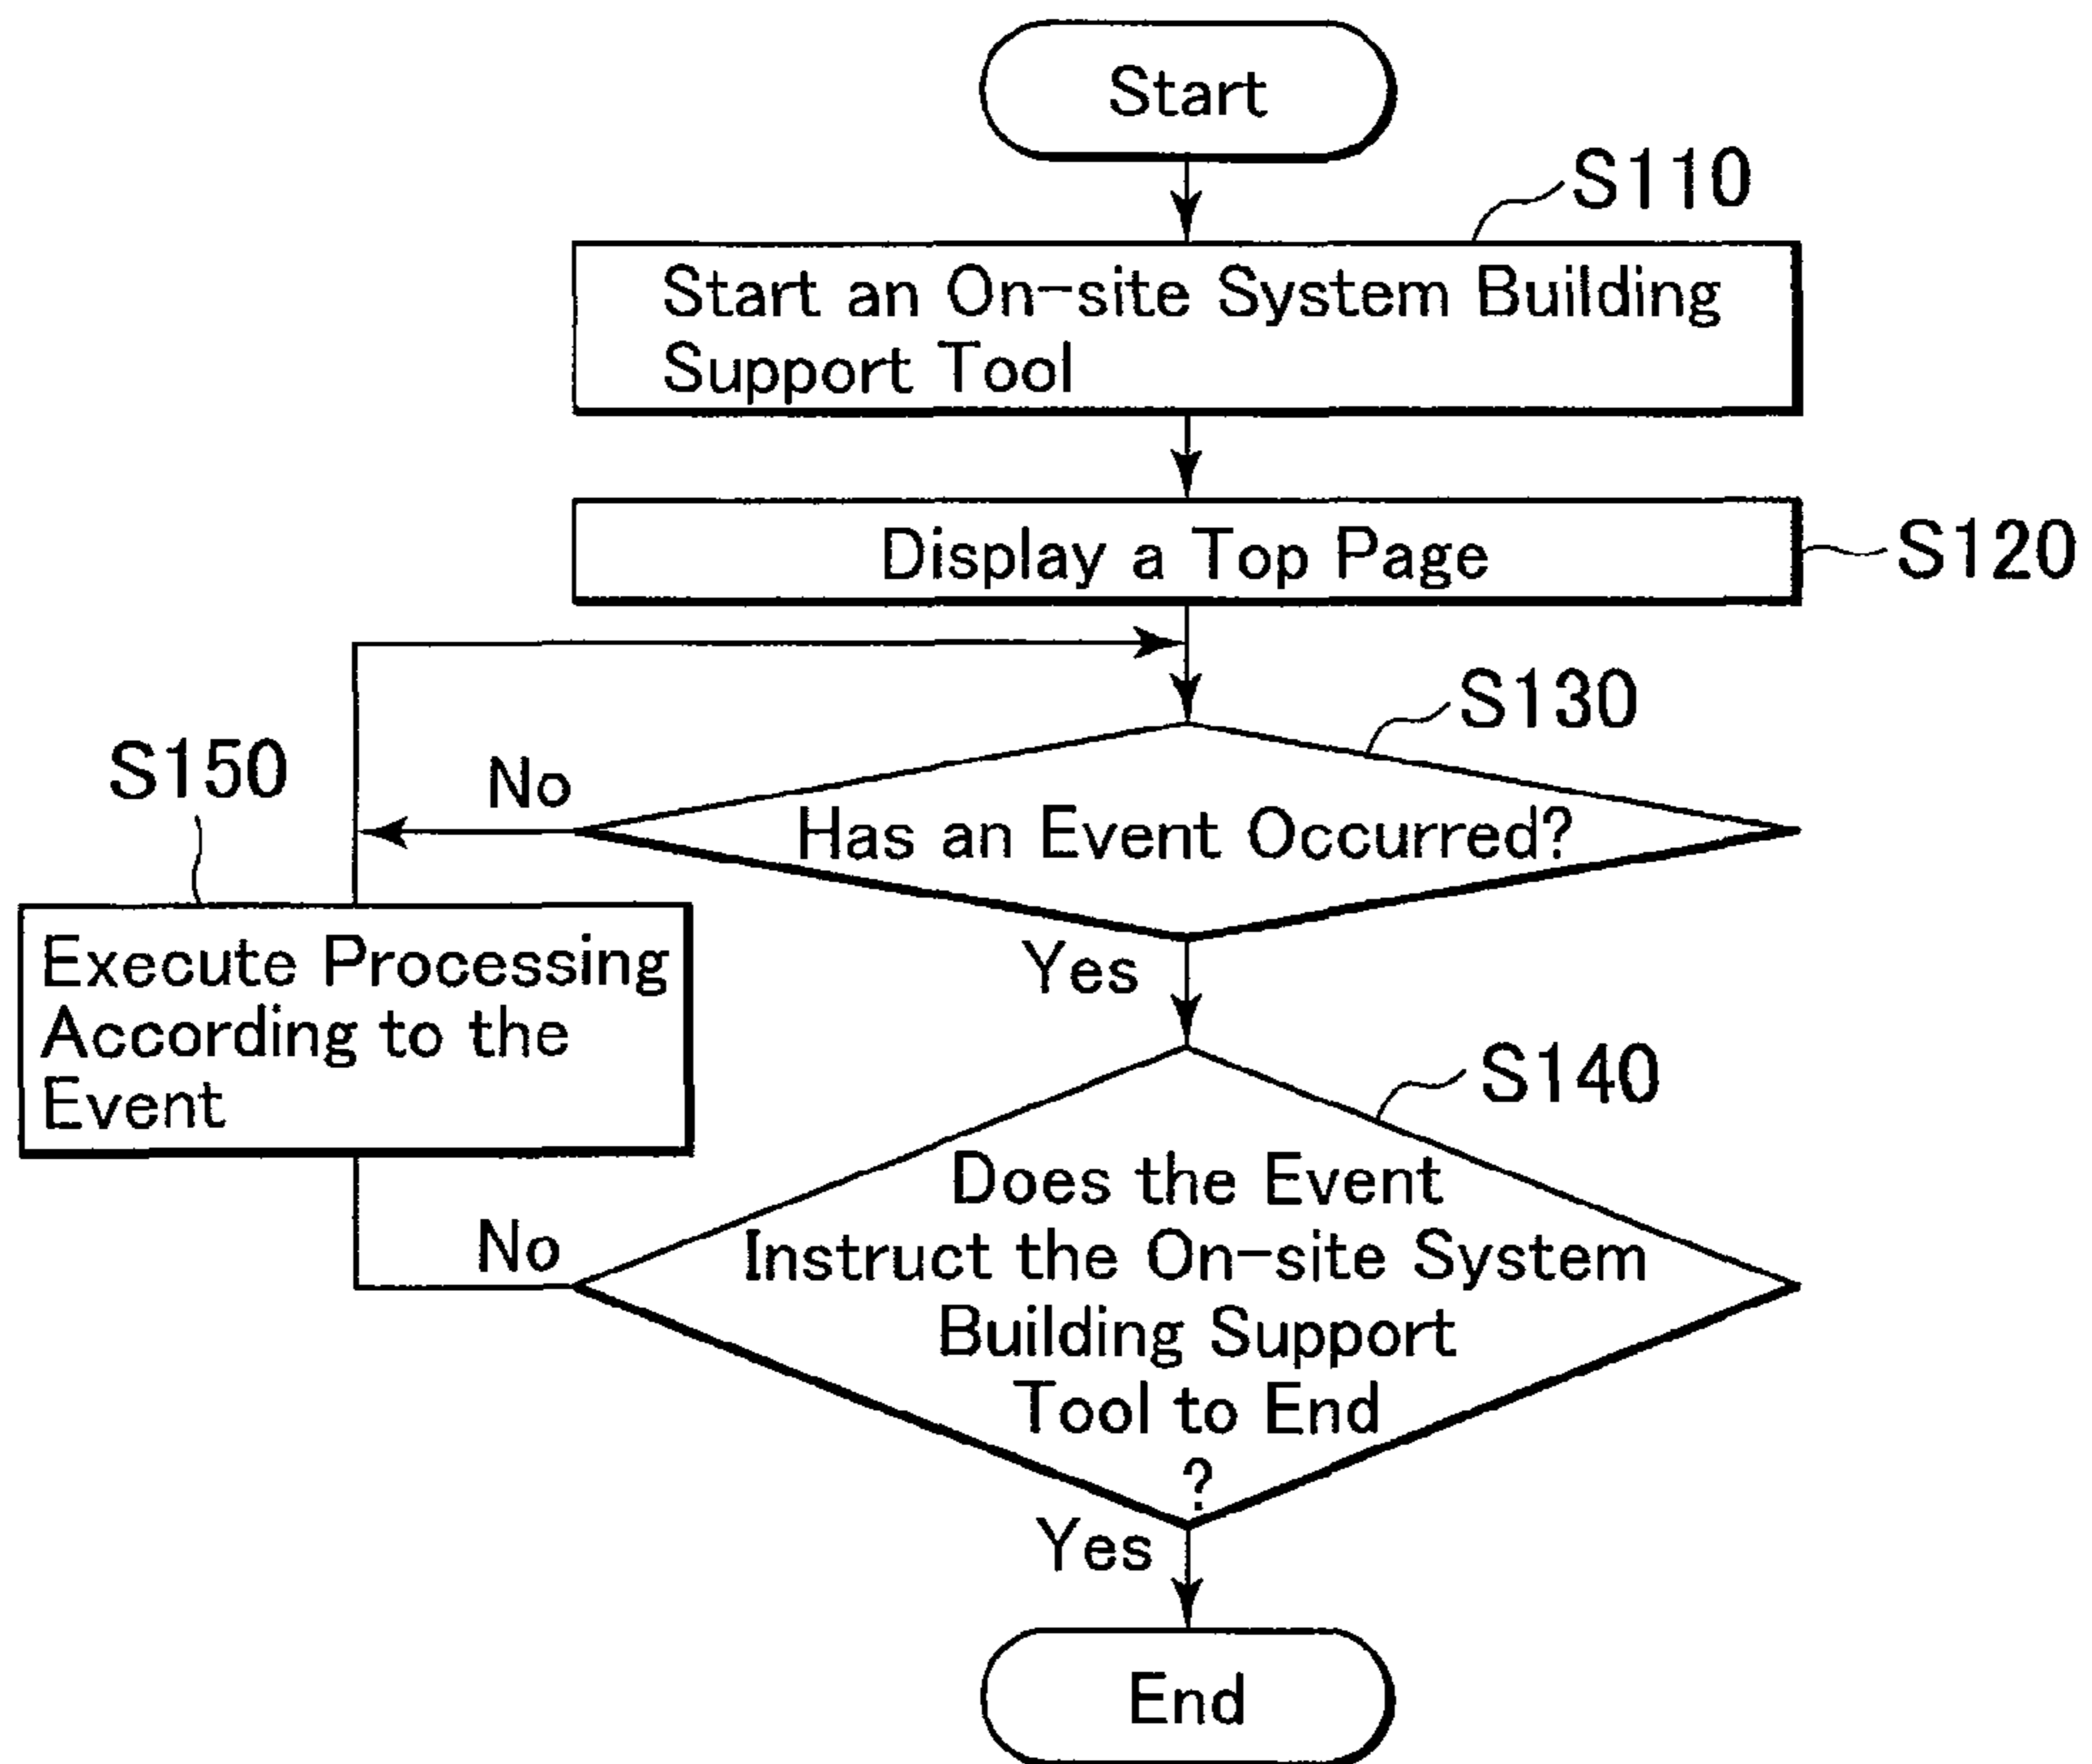 Start
S110
Start an On-site System Building
Support Tool
Display a Top Page
S120
S130
Has an Event Occurred?
No
Yes
S150
Execute Processing
According to the
Event
S140
Does the Event
Instruct the On-site System
Building Support
Tool to End
?
No
Yes
End